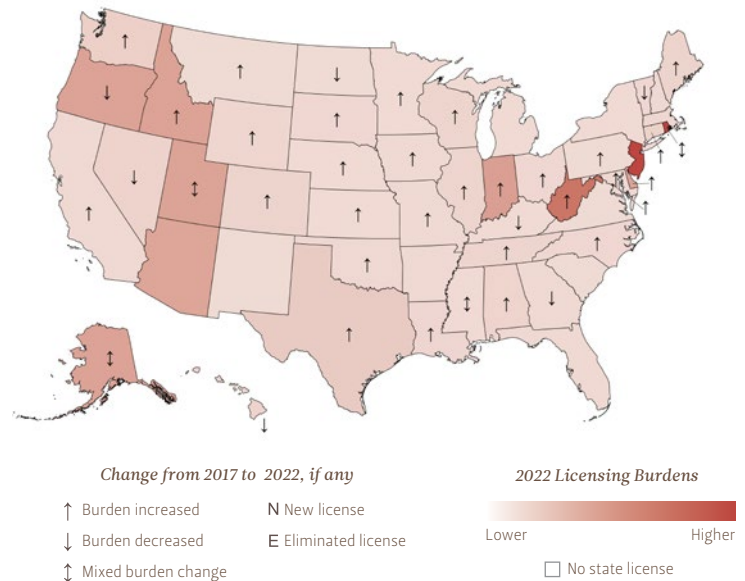 Change from 2017 to 2022, if any
↑ Burden increased
↓ Burden decreased
↕ Mixed burden change
N New license
E Eliminated license
2022 Licensing Burdens
Lower Higher
No state license